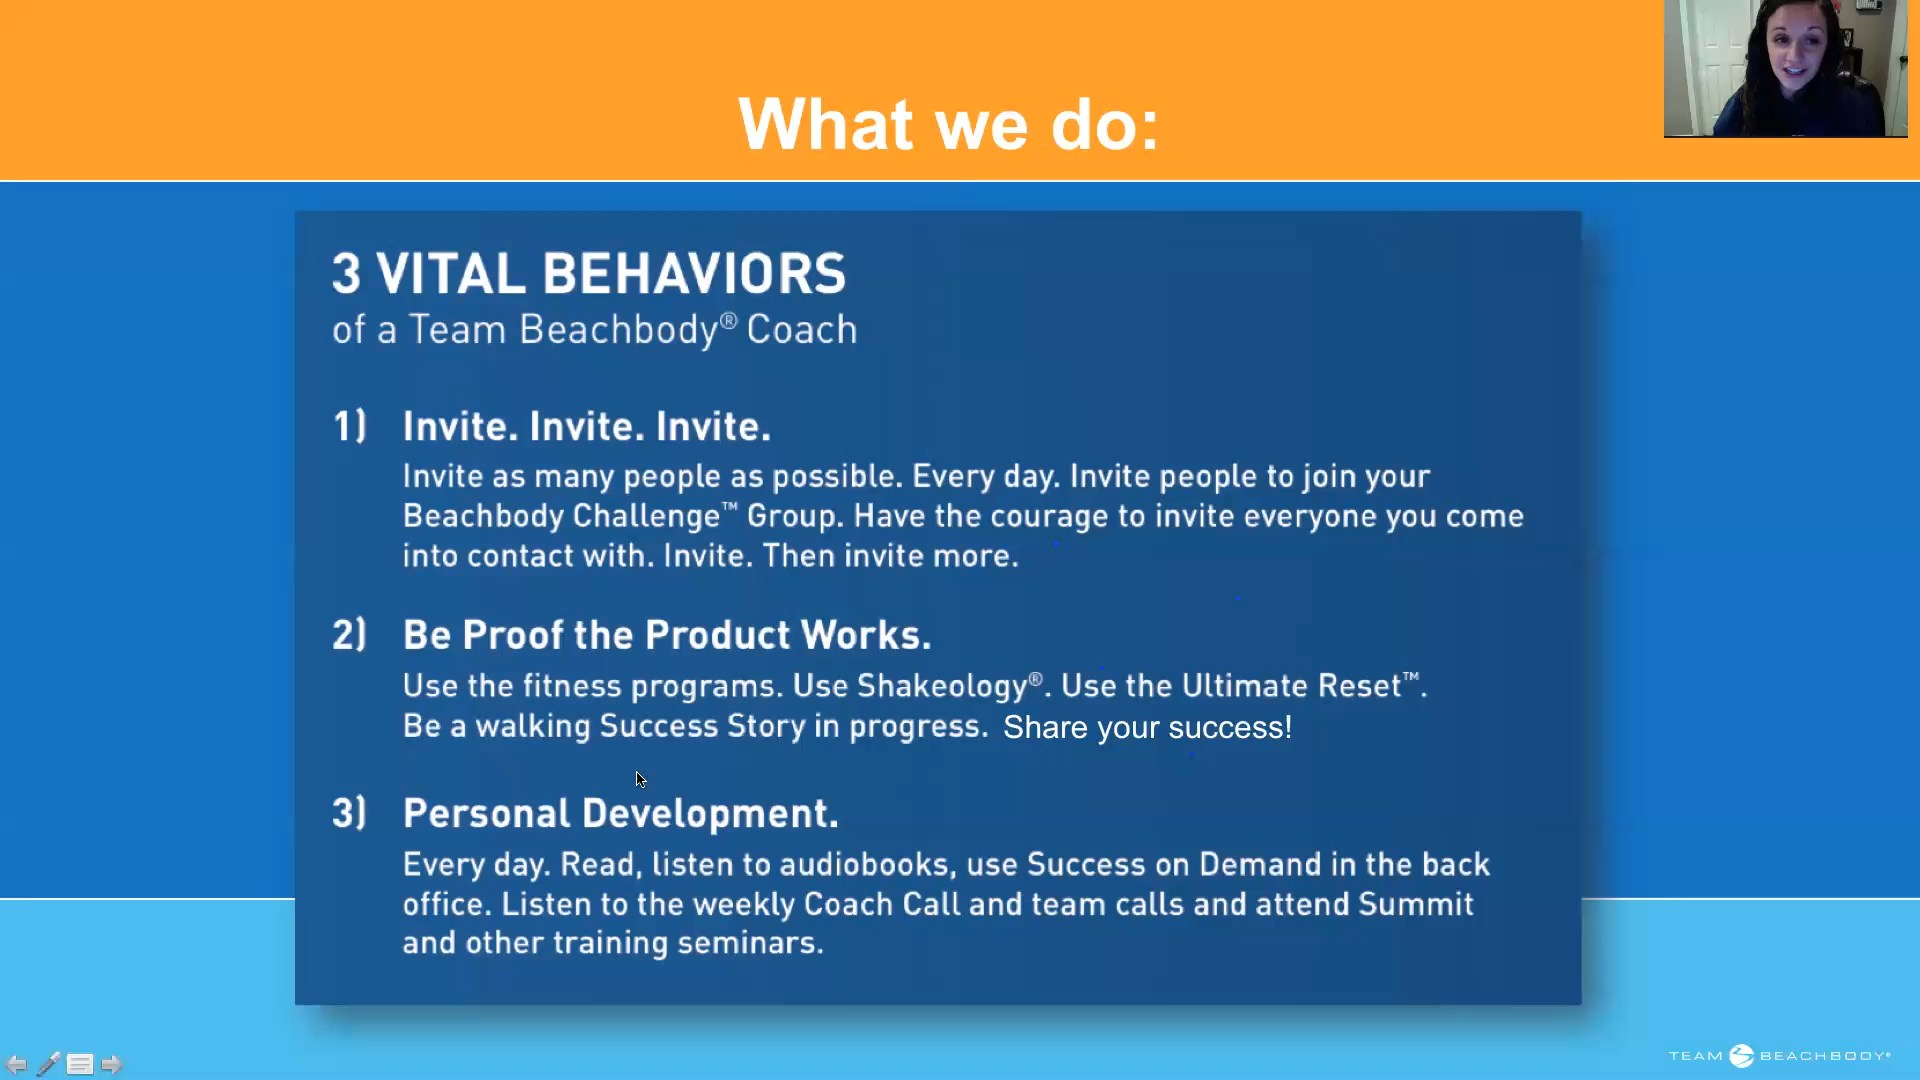 What we do:
3 VITAL BEHAVIORS
of a Team Beachbody® Coach
1) Invite. Invite. Invite.
Invite as many people as possible. Every day. Invite people to join your
Beachbody Challenge™ Group. Have the courage to invite everyone you come
into contact with. Invite. Then invite more.
2) Be Proof the Product Works.
Use the fitness programs. Use Shakeology®. Use the Ultimate Reset™.
Be a walking Success Story in progress. Share your success!
3) Personal Development.
Every day. Read, listen to audiobooks, use Success on Demand in the back
office. Listen to the weekly Coach Call and team calls and attend Summit
and other training seminars.
TEAM BEACHBODY®